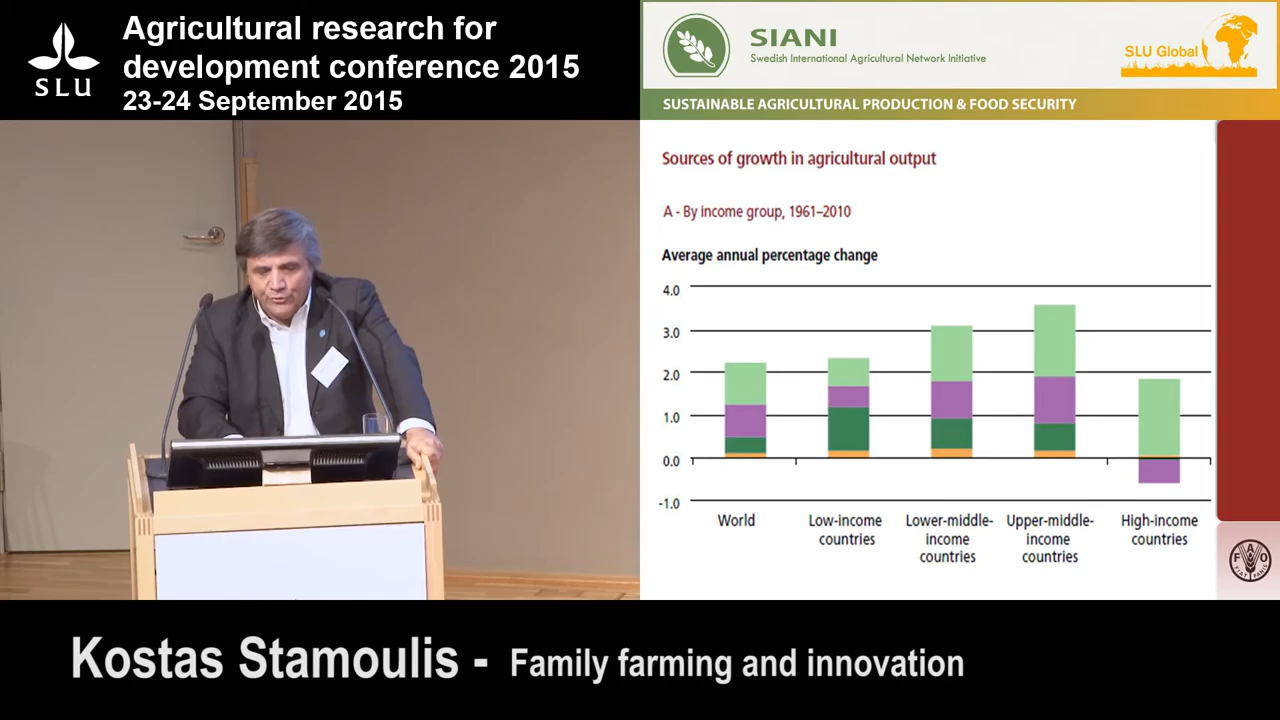 SLU
Agricultural research for
development conference 2015
23-24 September 2015
SIANI
Swedish International Agricultural Network Initiative
SLU Global
SUSTAINABLE AGRICULTURAL PRODUCTION & FOOD SECURITY
Sources of growth in agricultural output
A - By income group, 1961–2010
Average annual percentage change
4.0
3.0
2.0
1.0
0.0
-1.0
World
Low-income
countries
Lower-middle-
income
countries
Upper-middle-
income
countries
High-income
countries
F A O
FIAT PANIS
Kostas Stamoulis - Family farming and innovation